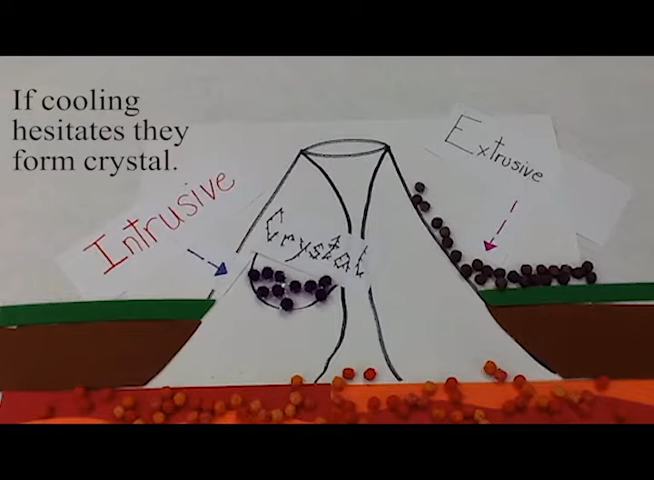 If cooling
hesitates they
form crystal.
Extrusive
Intrusive
Crystal